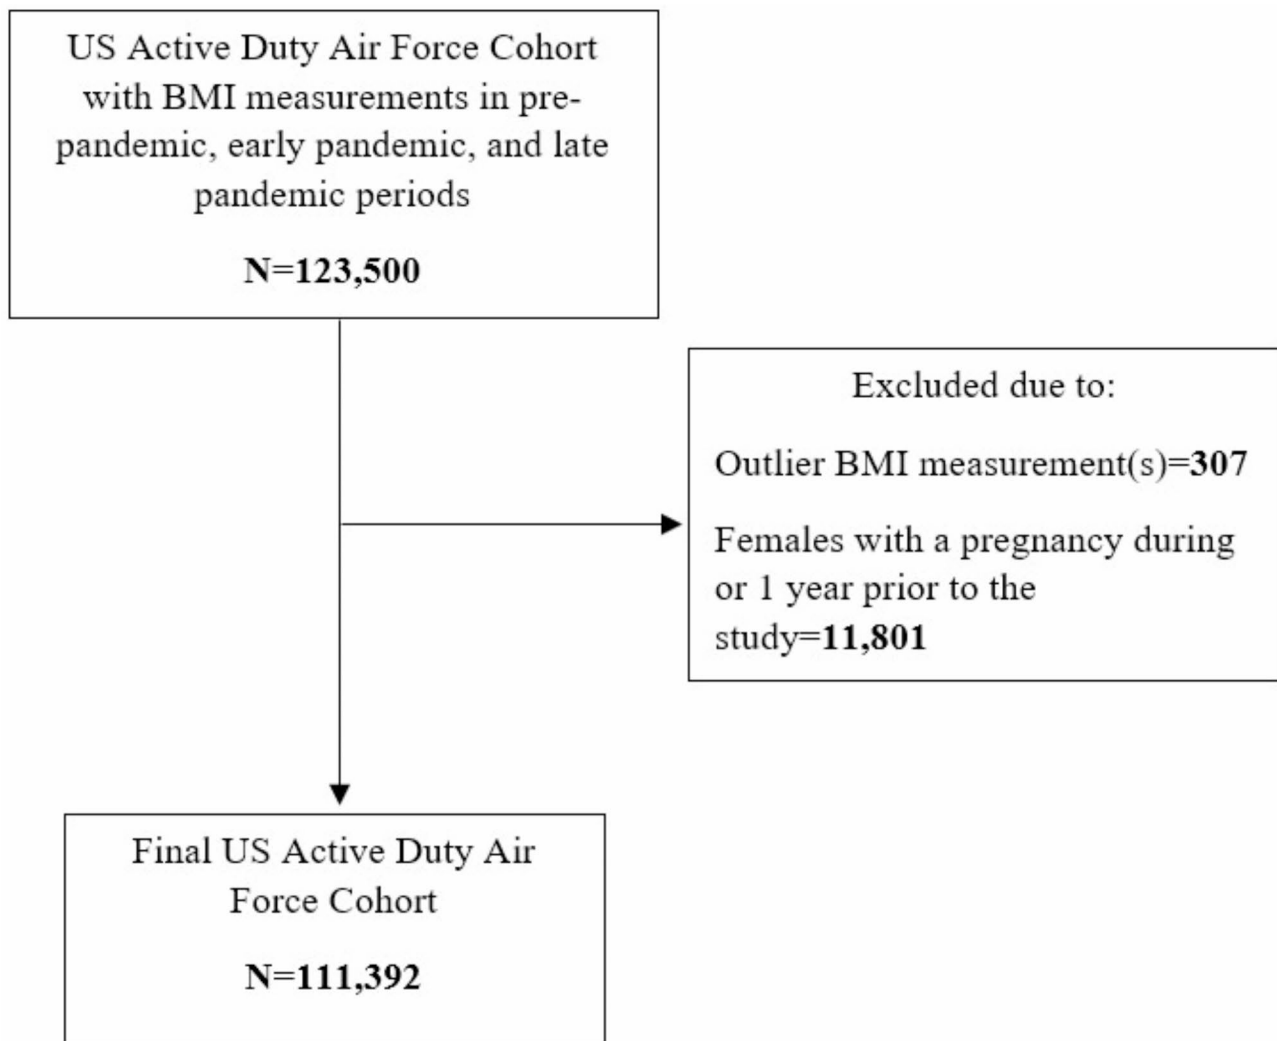 US Active Duty Air Force Cohort
with BMI measurements in pre-
pandemic, early pandemic, and late
pandemic periods
N=123,500
Excluded due to:
Outlier BMI measurement(s)=307
Females with a pregnancy during
or 1 year prior to the
study=11,801
Final US Active Duty Air
Force Cohort
N=111,392